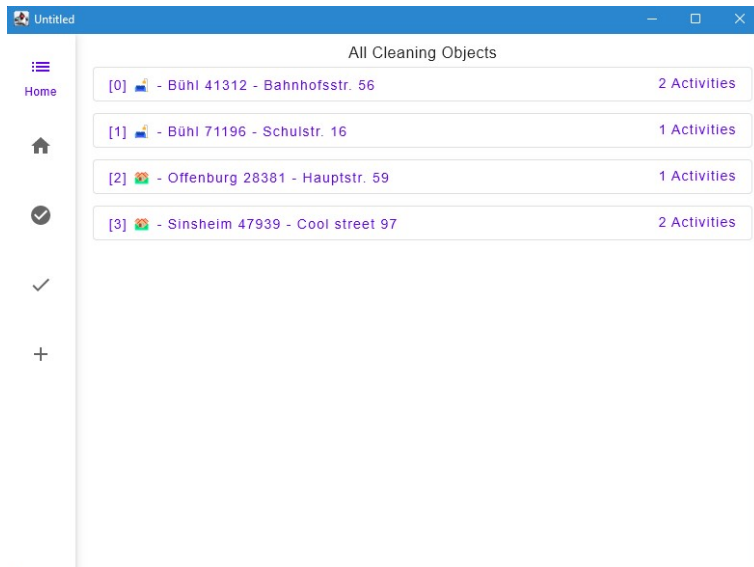 Untitled
Home
All Cleaning Objects
[0] 🛋 - Bühl 41312 - Bahnhofsstr. 56 2 Activities
[1] 🛋 - Bühl 71196 - Schulstr. 16 1 Activities
[2] 🏘 - Offenburg 28381 - Hauptstr. 59 1 Activities
[3] 🏘 - Sinsheim 47939 - Cool street 97 2 Activities